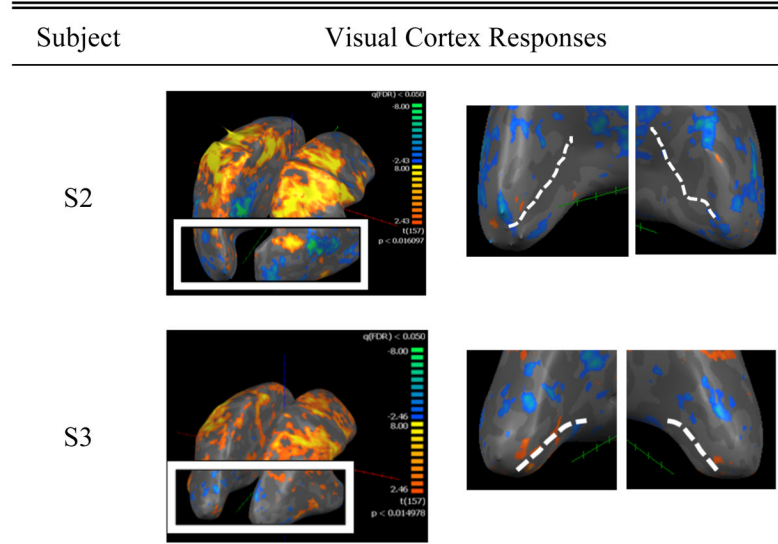 Subject Visual Cortex Responses
S2
q(FDR) < 0.050
-8.00
-2.43
8.00
2.43
t(157)
p < 0.016097
S3
q(FDR) < 0.050
-8.00
-2.46
8.00
2.46
t(157)
p < 0.014978